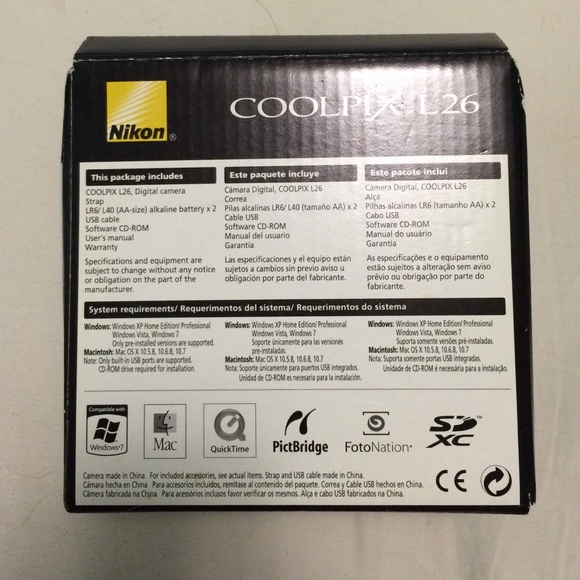 Nikon®
COOLPIX L26
This package includes
COOLPIX L26, Digital camera
Strap
LR6/ L40 (AA-size) alkaline battery x 2
USB cable
Software CD-ROM
User's manual
Warranty
Specifications and equipment are
subject to change without any notice
or obligation on the part of the
manufacturer.
Este paquete incluye
Cámara Digital, COOLPIX L26
Correa
Pilas alcalinas LR6/ L40 (tamaño AA) x 2
Cable USB
Software CD-ROM
Manual del usuario
Garantía
Las especificaciones y el equipo están
sujetos a cambios sin previo aviso u
obligación por parte del fabricante.
Este pacote inclui
Câmera Digital, COOLPIX L26
Alça
Pilhas alcalinas LR6 (tamanho AA) x 2
Cabo USB
Software CD-ROM
Manual do usuário
Garantia
As especificações e o equipamento
estão sujeitos a alteração sem aviso
prévio ou obrigação por parte do
fabricante.
System requirements/ Requerimentos del sistema/ Requerimentos do sistema
Windows: Windows XP Home Edition/ Professional
Windows Vista, Windows 7
Only pre-installed versions are supported.
Macintosh: Mac OS X 10.5.8, 10.6.8, 10.7
Note: Only built-in USB ports are supported.
CD-ROM drive required for installation.
Windows: Windows XP Home Edition/ Professional
Windows Vista, Windows 7
Soporte únicamente para las versiones
pre-instaladas.
Macintosh: Mac OS X 10.5.8, 10.6.8, 10.7
Nota: Soporte únicamente para puertos USB integrados.
Unidad de CD-ROM es necesaria para la instalación.
Windows: Windows XP Home Edition/ Professional
Windows Vista, Windows 7
Suporta somente versões pré-instaladas.
Macintosh: Mac OS X 10.5.8, 10.6.8, 10.7
Nota: Suporta somente portas USB integradas.
Unidade de CD-ROM é necessária para a instalação.
Compatible with
Windows®7
Mac
QuickTime
PictBridge
FotoNation
SD XC™
Camera made in China For included accessories, see actual items. Strap and USB cable made in China.
Cámara hecha en China Para accesorios incluidos, remítase al contenido del paquete. Correa y Cable USB hechos en China.
Câmera fabricada na China Para acessórios inclusos favor verificar os mesmos. Alça e cabo USB fabricados na China.
CE